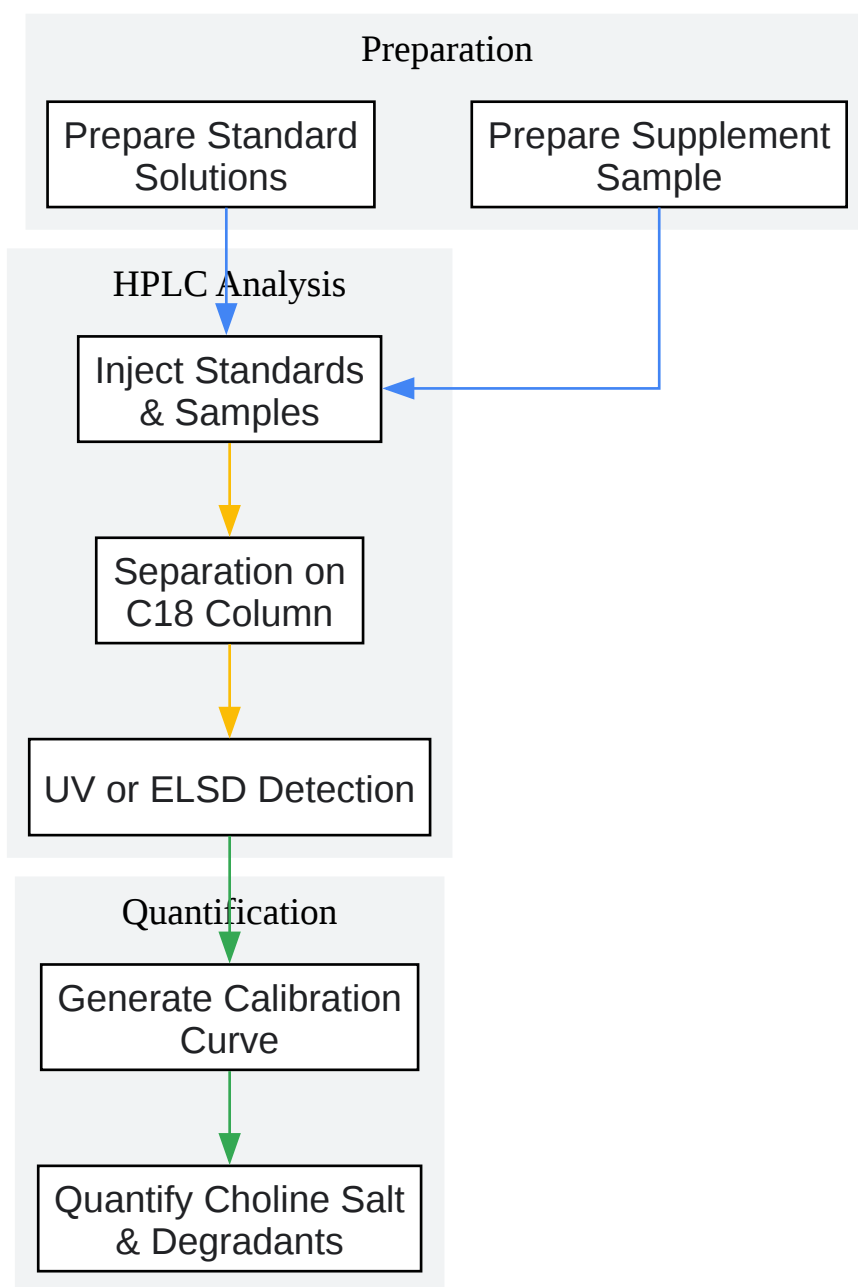 Preparation
Prepare Standard
Solutions
Prepare Supplement
Sample
HPLC Analysis
Inject Standards
& Samples
Separation on
C18 Column
UV or ELSD Detection
Quantification
Generate Calibration
Curve
Quantify Choline Salt
& Degradants